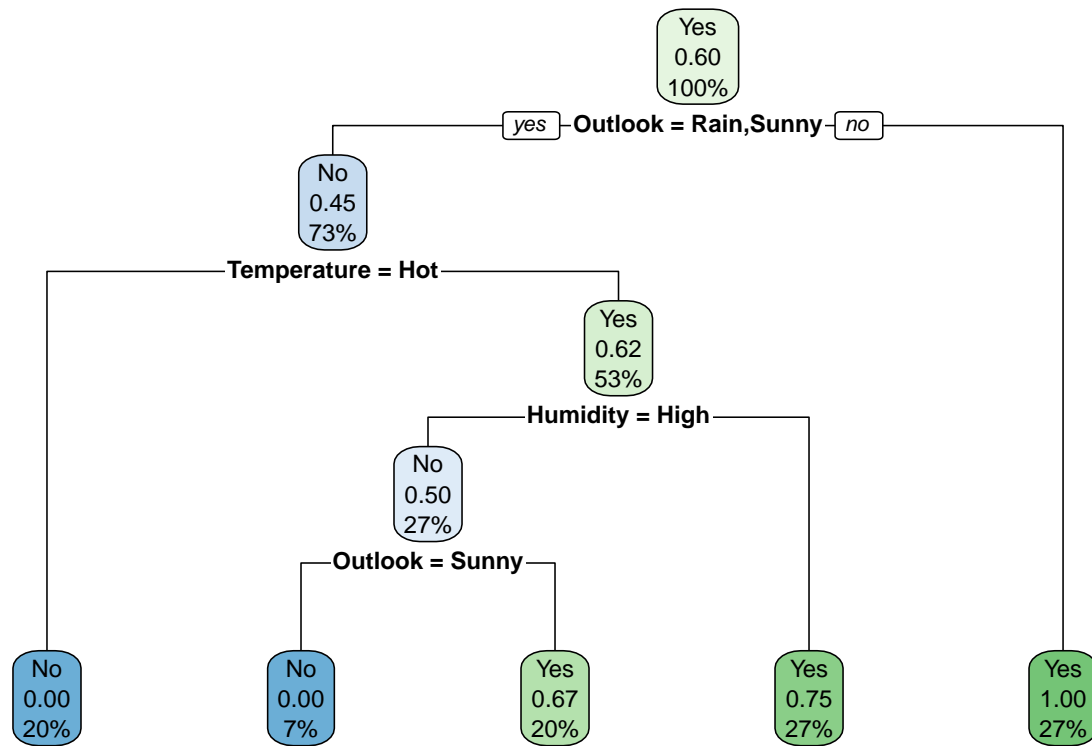 Yes
0.60
100%
yes Outlook = Rain,Sunny no
No
0.45
73%
Temperature = Hot
Yes
0.62
53%
Humidity = High
No
0.50
27%
Outlook = Sunny
No
0.00
20%
No
0.00
7%
Yes
0.67
20%
Yes
0.75
27%
Yes
1.00
27%